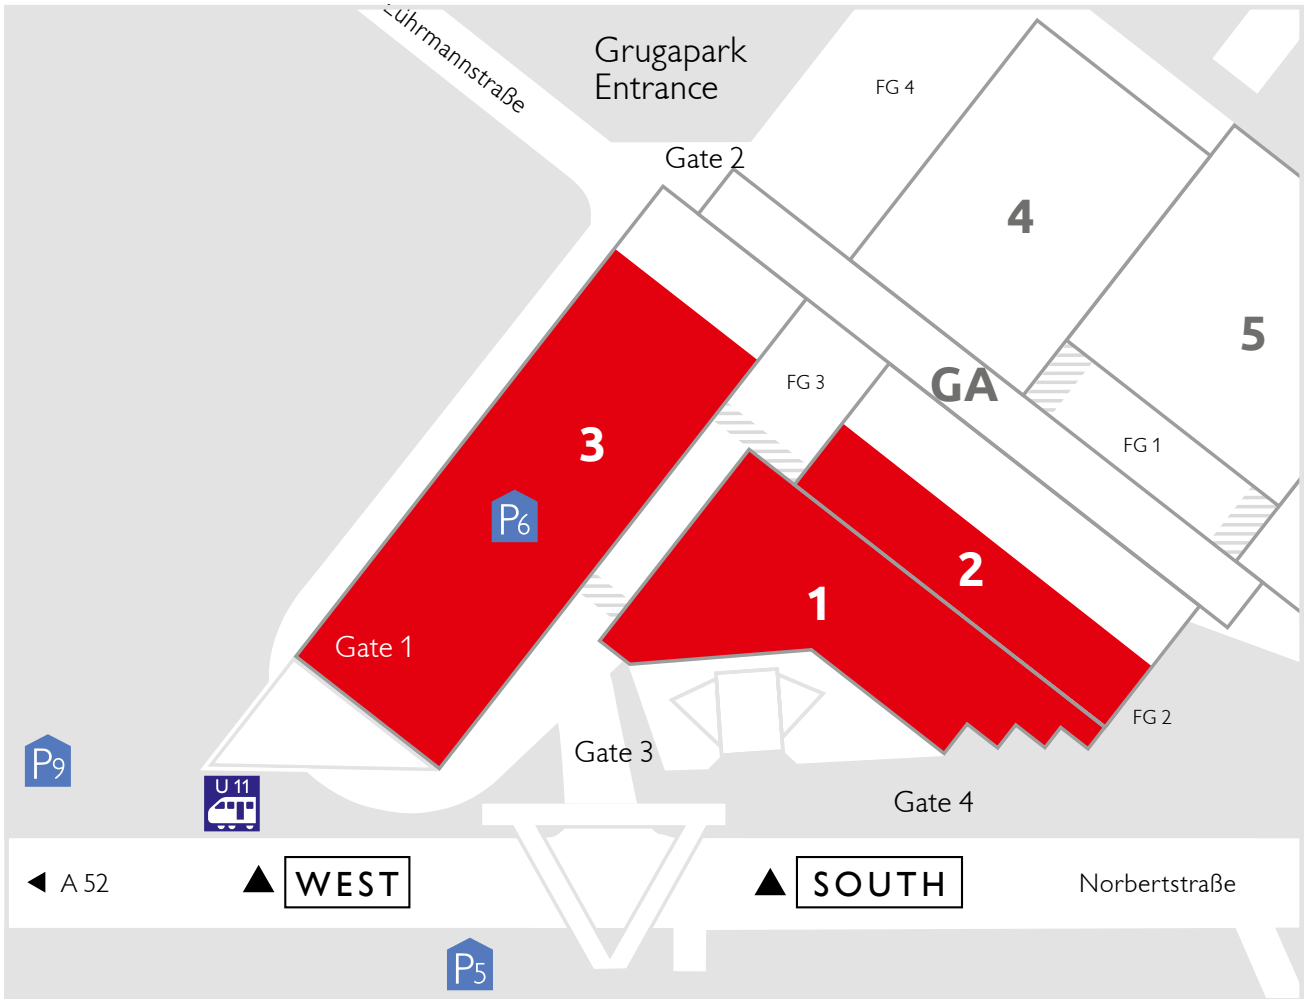 Lührmannstraße
Grugapark
Entrance
FG 4
Gate 2
4
5
GA
FG 3
3
FG 1
P6
2
1
Gate 1
FG 2
Gate 3
P9
U 11
Gate 4
A 52
WEST
SOUTH
Norbertstraße
P5